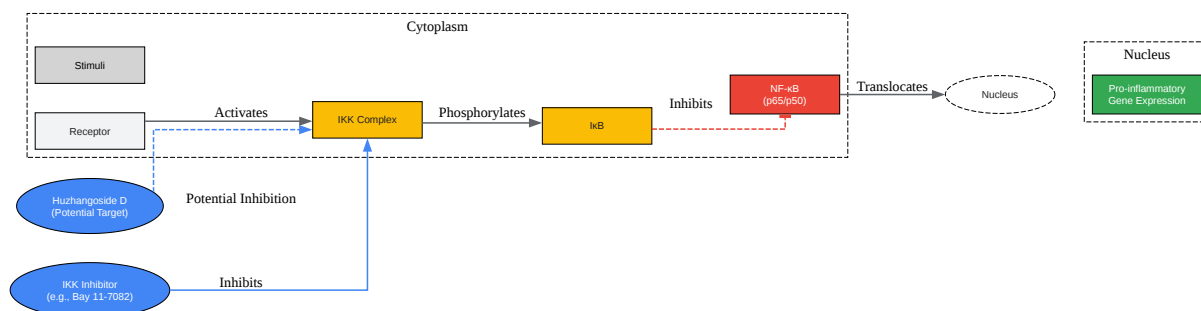 Cytoplasm
Stimuli
Receptor
Activates
IKK Complex
Phosphorylates
IκB
Inhibits
NF-κB
(p65/p50)
Translocates
Nucleus
Nucleus
Pro-inflammatory
Gene Expression
Huzhangoside D
(Potential Target)
Potential Inhibition
IKK Inhibitor
(e.g., Bay 11-7082)
Inhibits